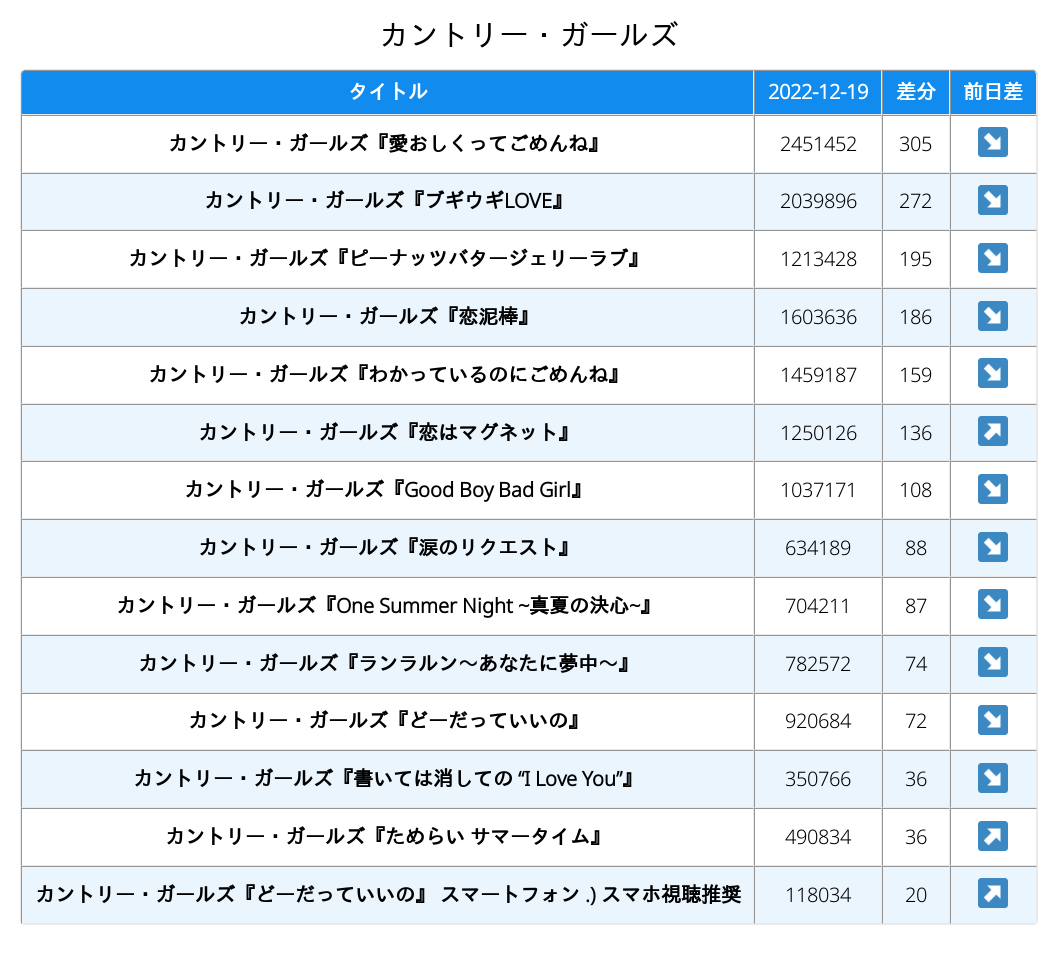 カントリー・ガールズ
タイトル 2022-12-19 差分 前日差
カントリー・ガールズ『愛おしくってごめんね』 2451452 305
カントリー・ガールズ『ブギウギLOVE』 2039896 272
カントリー・ガールズ『ピーナッツバタージェリーラブ』 1213428 195
カントリー・ガールズ『恋泥棒』 1603636 186
カントリー・ガールズ『わかっているのにごめんね』 1459187 159
カントリー・ガールズ『恋はマグネット』 1250126 136
カントリー・ガールズ『Good Boy Bad Girl』 1037171 108
カントリー・ガールズ『涙のリクエスト』 634189 88
カントリー・ガールズ『One Summer Night ~真夏の決心~』 704211 87
カントリー・ガールズ『ランラルン〜あなたに夢中〜』 782572 74
カントリー・ガールズ『どーだっていいの』 920684 72
カントリー・ガールズ『書いては消しての “I Love You”』 350766 36
カントリー・ガールズ『ためらい サマータイム』 490834 36
カントリー・ガールズ『どーだっていいの』 スマートフォン .) スマホ視聴推奨 118034 20